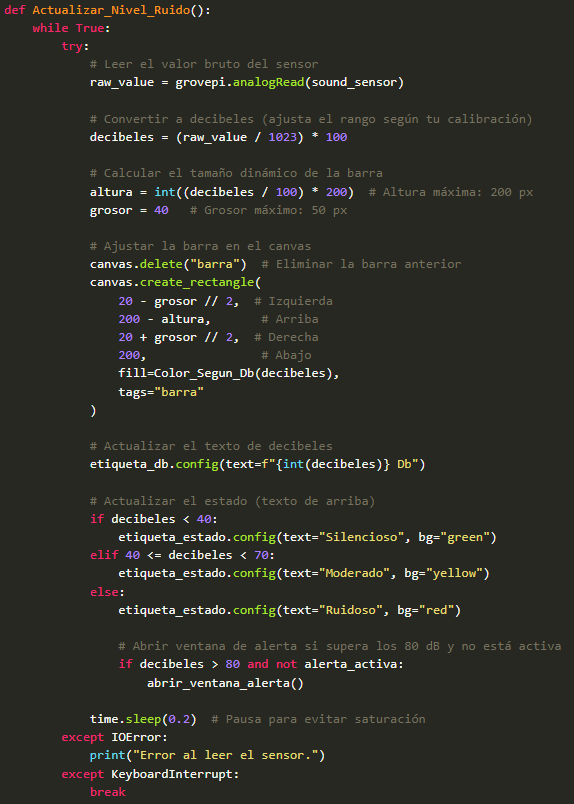 def Actualizar_Nivel_Ruido():
    while True:
        try:
            # Leer el valor bruto del sensor
            raw_value = grovepi.analogRead(sound_sensor)

            # Convertir a decibeles (ajusta el rango según tu calibración)
            decibeles = (raw_value / 1023) * 100

            # Calcular el tamaño dinámico de la barra
            altura = int((decibeles / 100) * 200)  # Altura máxima: 200 px
            grosor = 40   # Grosor máximo: 50 px

            # Ajustar la barra en el canvas
            canvas.delete("barra")  # Eliminar la barra anterior
            canvas.create_rectangle(
                20 - grosor // 2,  # Izquierda
                200 - altura,       # Arriba
                20 + grosor // 2,  # Derecha
                200,                # Abajo
                fill=Color_Segun_Db(decibeles),
                tags="barra"
            )

            # Actualizar el texto de decibeles
            etiqueta_db.config(text=f"{int(decibeles)} Db")

            # Actualizar el estado (texto de arriba)
            if decibeles < 40:
                etiqueta_estado.config(text="Silencioso", bg="green")
            elif 40 <= decibeles < 70:
                etiqueta_estado.config(text="Moderado", bg="yellow")
            else:
                etiqueta_estado.config(text="Ruidoso", bg="red")

                # Abrir ventana de alerta si supera los 80 dB y no está activa
                if decibeles > 80 and not alerta_activa:
                    abrir_ventana_alerta()

            time.sleep(0.2)  # Pausa para evitar saturación
        except IOError:
            print("Error al leer el sensor.")
        except KeyboardInterrupt:
            break